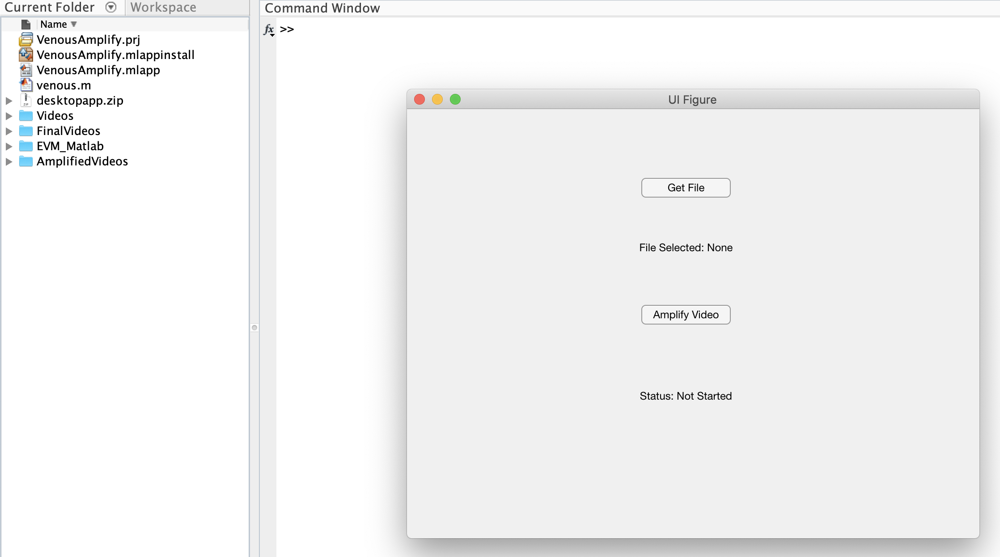 Current Folder
Workspace
Name
VenousAmplify.prj
VenousAmplify.mlappinstall
VenousAmplify.mlapp
venous.m
ZIP
desktopapp.zip
Videos
FinalVideos
EVM_Matlab
AmplifiedVideos
Command Window
fx >>
UI Figure
Get File
File Selected: None
Amplify Video
Status: Not Started